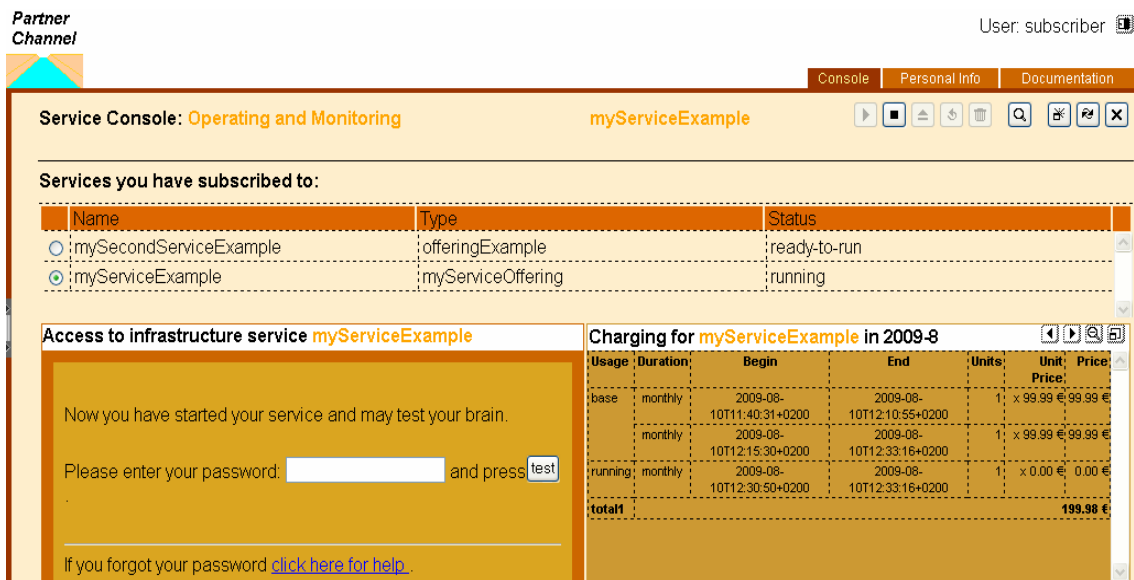 Partner
Channel
User: subscriber
Console Personal Info Documentation
Service Console: Operating and Monitoring myServiceExample
Services you have subscribed to:
Name Type Status
mySecondServiceExample offeringExample ready-to-run
myServiceExample myServiceOffering running
Access to infrastructure service myServiceExample
Now you have started your service and may test your brain.
Please enter your password: and press test
.
If you forgot your password click here for help .
Charging for myServiceExample in 2009-8
Usage Duration Begin End Units Unit Price
Price
base monthly 2009-08- 2009-08- 1 x 99.99 € 99.99 €
10T11:40:31+0200 10T12:10:55+0200
monthly 2009-08- 2009-08- 1 x 99.99 € 99.99 €
10T12:15:30+0200 10T12:33:16+0200
running monthly 2009-08- 2009-08- 1 x 0.00 € 0.00 €
10T12:30:50+0200 10T12:33:16+0200
total1 199.98 €